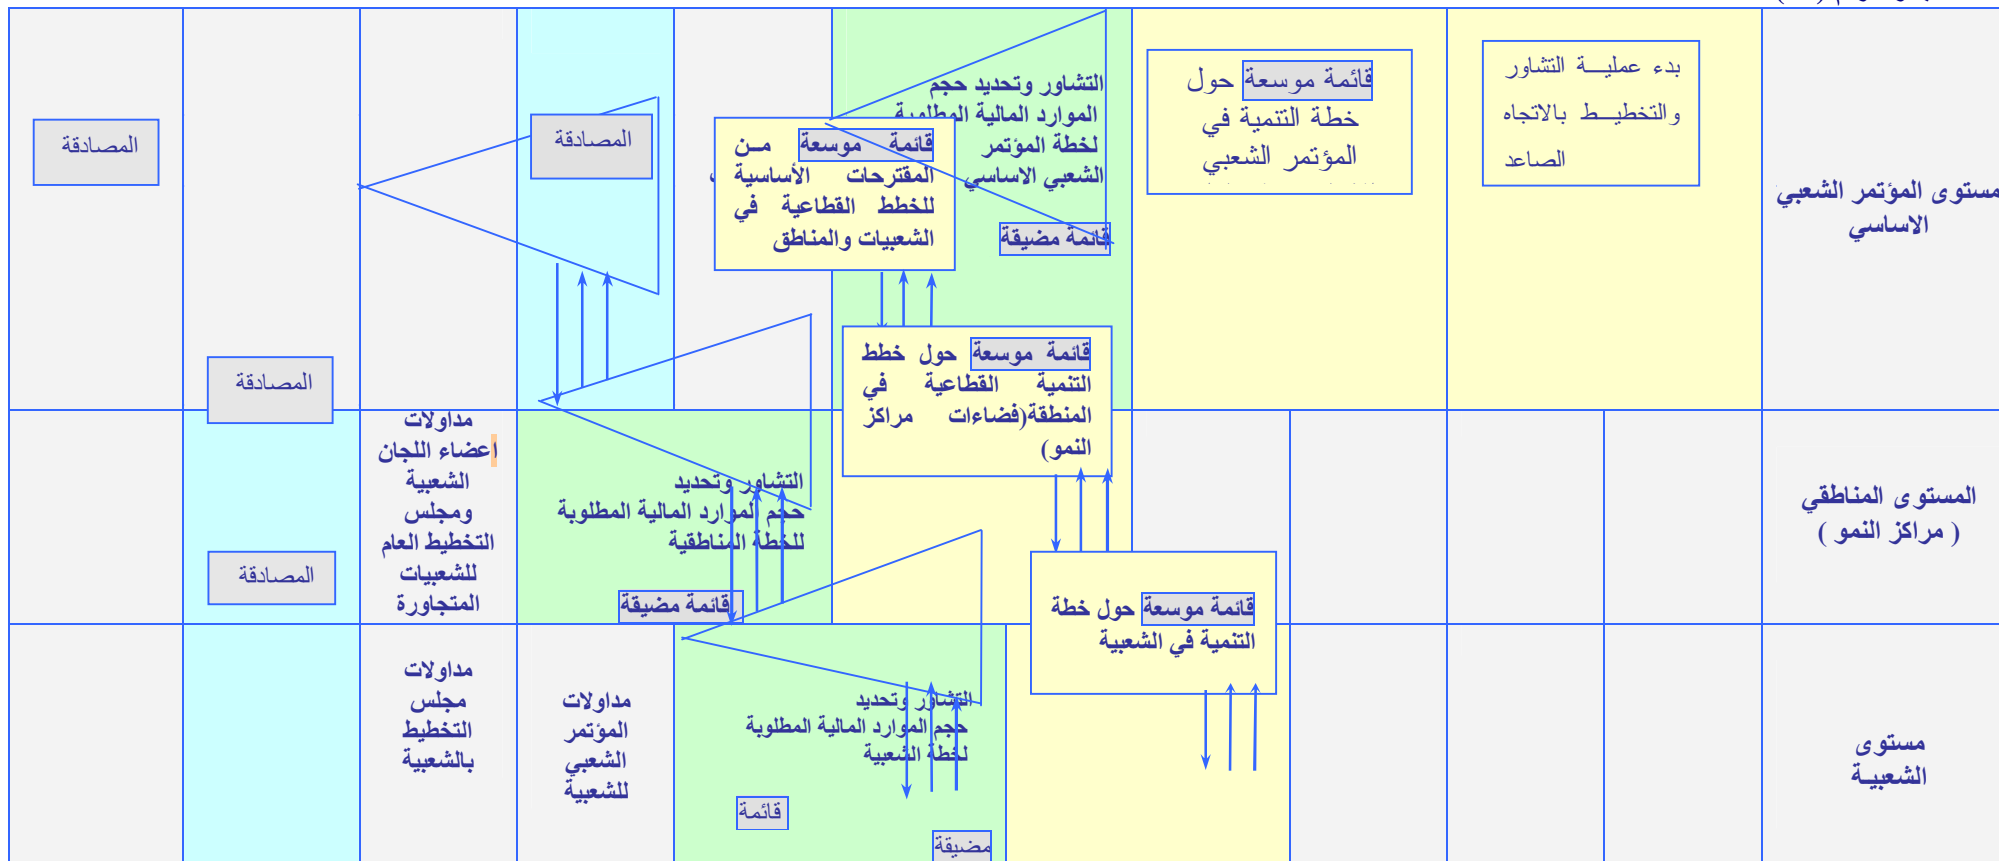 بدء عمليـــة التشاور
والتخطيـــط بالاتجاه
الصاعد
قائمة موسعة حول
خطة التنمية في
المؤتمر الشعبي
التشاور وتحديد حجم
الموارد المالية المطلوبة
لخطة المؤتمر
الشعبي الاساسي
قائمة مضيقة
قائمة موسعة مــن
المقترحات الأساسية
للخطط القطاعية في
الشعبيات والمناطق
المصادقة
المصادقة
مستوى المؤتمر الشعبي
الاساسي
قائمة موسعة حول خطط
التنمية القطاعية في
المنطقة(فضاءات مراكز
النمو)
المصادقة
المستوى المناطقي
( مراكز النمو )
التشاور وتحديد
حجم الموارد المالية المطلوبة
للخطة المناطقية
قائمة مضيقة
مداولات
اعضاء اللجان
الشعبية
ومجلس
التخطيط العام
للشعبيات
المتجاورة
المصادقة
مستوى
الشعبيــة
قائمة موسعة حول خطة
التنمية في الشعبية
التشاور وتحديد
حجم الموارد المالية المطلوبة
لخطة الشعبية
قائمة
مضيقة
مداولات
المؤتمر
الشعبي
للشعبية
مداولات
مجلس
التخطيط
بالشعبية